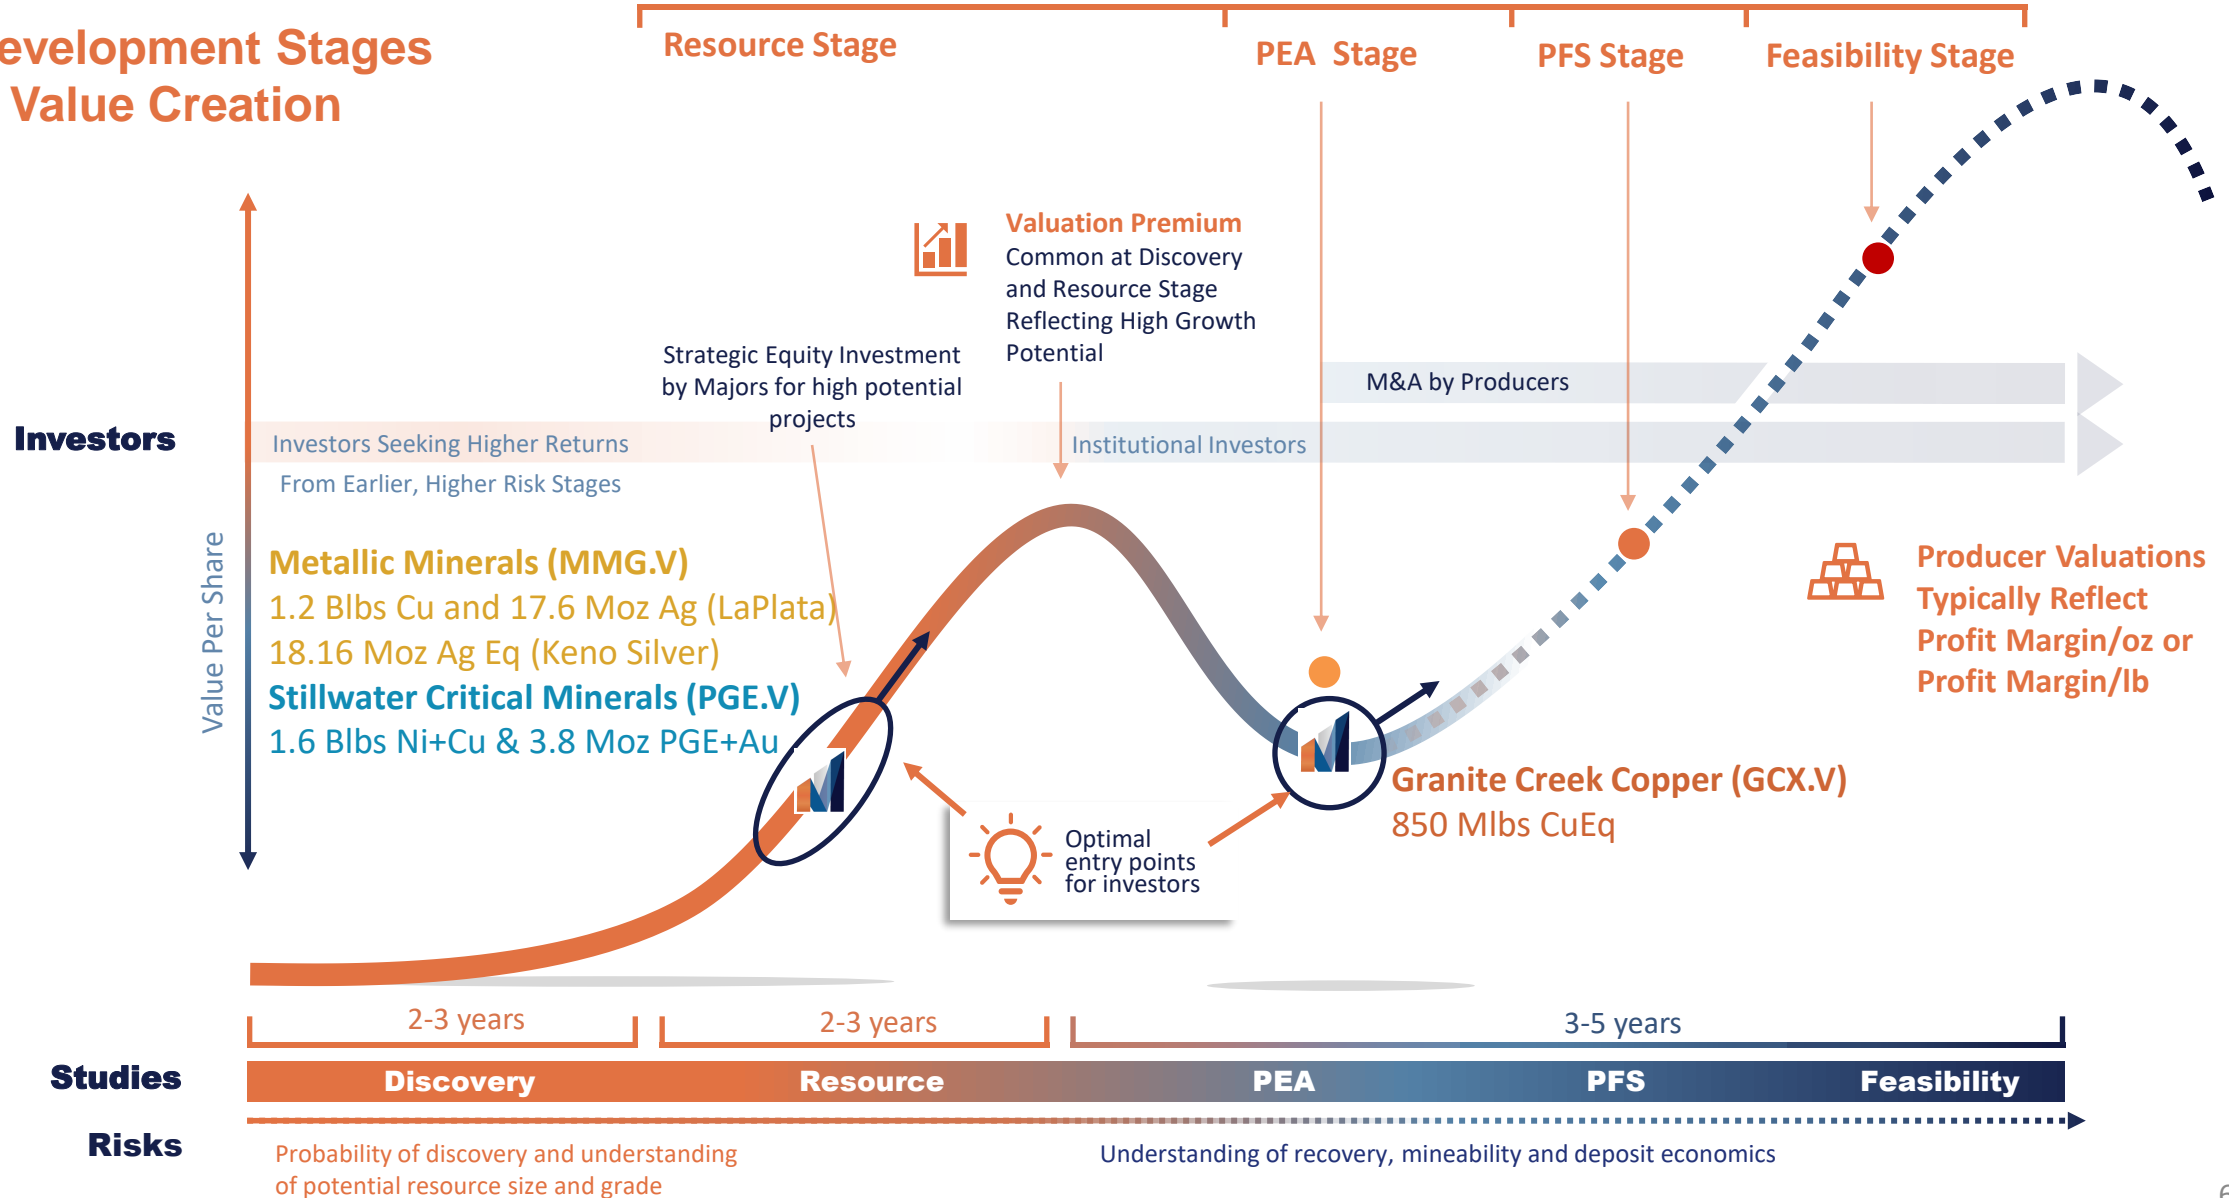 evelopment Stages
Value Creation
Resource Stage
PEA Stage
PFS Stage
Feasibility Stage
Valuation Premium
Common at Discovery
and Resource Stage
Reflecting High Growth
Potential
Strategic Equity Investment
by Majors for high potential
projects
M&A by Producers
Investors
Investors Seeking Higher Returns
From Earlier, Higher Risk Stages
Institutional Investors
Value Per Share
Metallic Minerals (MMG.V)
1.2 Blbs Cu and 17.6 Moz Ag (LaPlata)
18.16 Moz Ag Eq (Keno Silver)
Stillwater Critical Minerals (PGE.V)
1.6 Blbs Ni+Cu & 3.8 Moz PGE+Au
Producer Valuations
Typically Reflect
Profit Margin/oz or
Profit Margin/lb
Granite Creek Copper (GCX.V)
850 Mlbs CuEq
Optimal
entry points
for investors
2-3 years
2-3 years
3-5 years
Studies
Discovery
Resource
PEA
PFS
Feasibility
Risks
Probability of discovery and understanding
of potential resource size and grade
Understanding of recovery, mineability and deposit economics
6